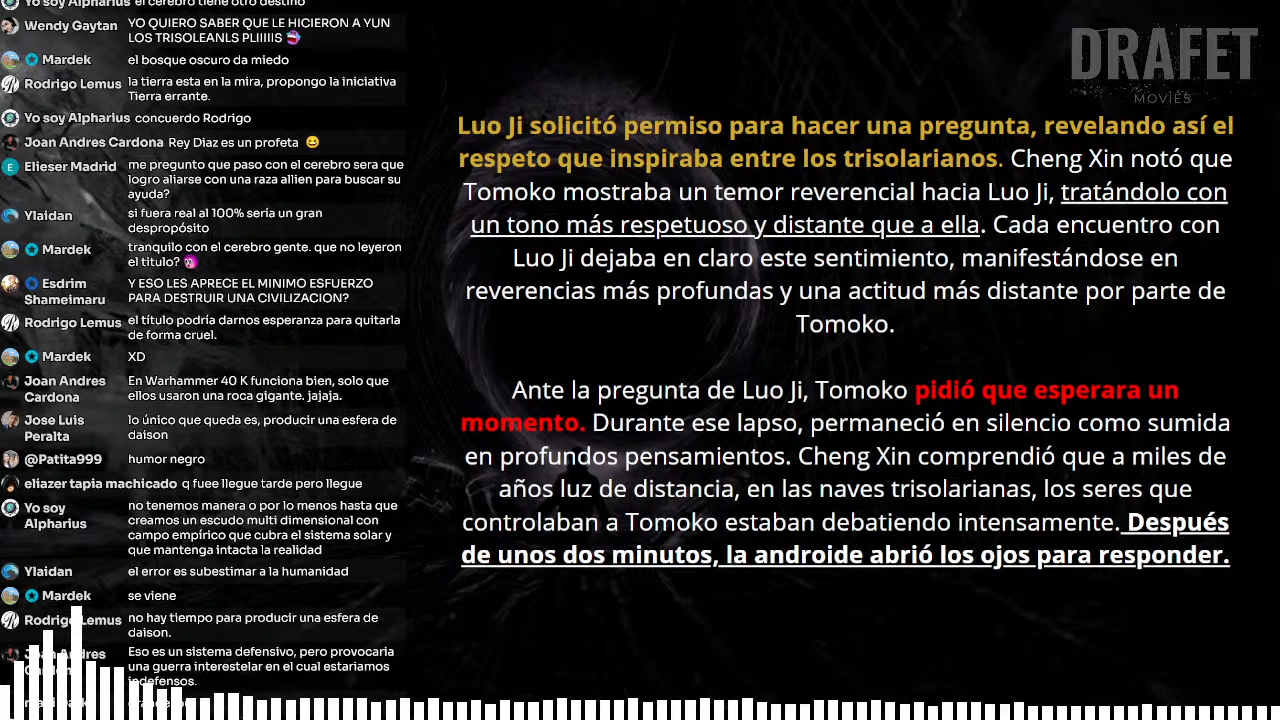 Yo soy Alpharius el cerebro tiene otro destino
Wendy Gaytan YO QUIERO SABER QUE LE HICIERON A YUN
LOS TRISOLEANLS PLIIIIS
Mardek el bosque oscuro da miedo
Rodrigo Lemus la tierra esta en la mira, propongo la iniciativa
Tierra errante.
Yo soy Alpharius concuerdo Rodrigo
Joan Andres Cardona Rey Diaz es un profeta
Elieser Madrid me pregunto que paso con el cerebro sera que
logro aliarse con una raza allien para buscar su
ayuda?
Ylaidan si fuera real al 100% sería un gran
despropósito
Mardek tranquilo con el cerebro gente. que no leyeron
el titulo?
Esdrim Y ESO LES APRECE EL MINIMO ESFUERZO
Shameimaru PARA DESTRUIR UNA CIVILIZACION?
Rodrigo Lemus el título podría darnos esperanza para quitarla
de forma cruel.
Mardek XD
Joan Andres En Warhammer 40 K funciona bien, solo que
Cardona ellos usaron una roca gigante. jajaja.
Jose Luis lo único que queda es, producir una esfera de
Peralta daison
@Patita999 humor negro
eliazer tapia machicado q fuee llegue tarde pero llegue
Yo soy no tenemos manera o por lo menos hasta que
Alpharius creamos un escudo multi dimensional con
campo empírico que cubra el sistema solar y
que mantenga intacta la realidad
Ylaidan el error es subestimar a la humanidad
Mardek se viene
Rodrigo Lemus no hay tiempo para producir una esfera de
daison.
Joan Andres Eso es un sistema defensivo, pero provocaria
una guerra interestelar en el cual estariamos
indefensos.
DRAFET
MOVIES
Luo Ji solicitó permiso para hacer una pregunta, revelando así el
respeto que inspiraba entre los trisolarianos. Cheng Xin notó que
Tomoko mostraba un temor reverencial hacia Luo Ji, tratándolo con
un tono más respetuoso y distante que a ella. Cada encuentro con
Luo Ji dejaba en claro este sentimiento, manifestándose en
reverencias más profundas y una actitud más distante por parte de
Tomoko.
Ante la pregunta de Luo Ji, Tomoko pidió que esperara un
momento. Durante ese lapso, permaneció en silencio como sumida
en profundos pensamientos. Cheng Xin comprendió que a miles de
años luz de distancia, en las naves trisolarianas, los seres que
controlaban a Tomoko estaban debatiendo intensamente. Después
de unos dos minutos, la androide abrió los ojos para responder.